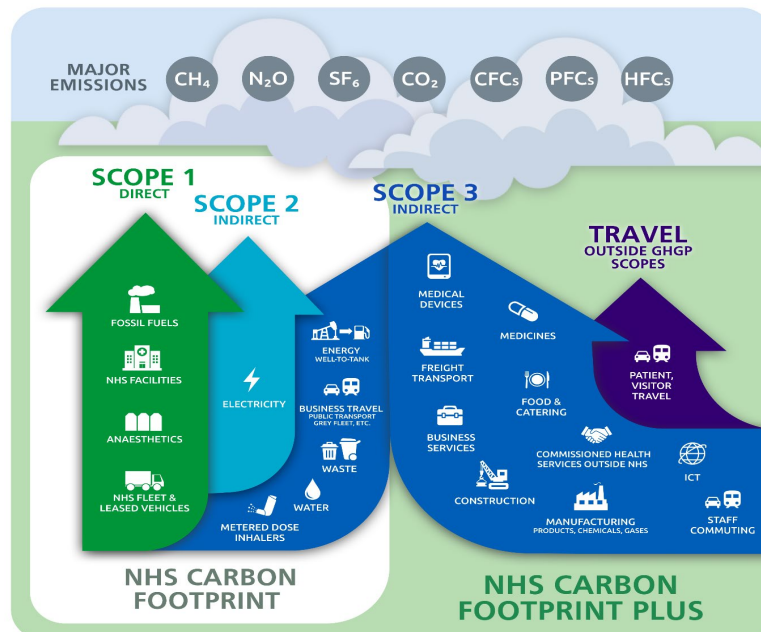 MAJOR
EMISSIONS
CH₄
N₂O
SF₆
CO₂
CFCs
PFCs
HFCs
SCOPE 1
DIRECT
SCOPE 2
INDIRECT
SCOPE 3
INDIRECT
TRAVEL
OUTSIDE GHGP
SCOPES
FOSSIL FUELS
NHS FACILITIES
ANAESTHETICS
NHS FLEET &
LEASED VEHICLES
ELECTRICITY
ENERGY
WELL-TO-TANK
BUSINESS TRAVEL
PUBLIC TRANSPORT
GREY FLEET, ETC.
WASTE
WATER
METERED DOSE
INHALERS
MEDICAL
DEVICES
MEDICINES
FREIGHT
TRANSPORT
FOOD &
CATERING
BUSINESS
SERVICES
COMMISSIONED HEALTH
SERVICES OUTSIDE NHS
CONSTRUCTION
MANUFACTURING
PRODUCTS, CHEMICALS, GASES
PATIENT,
VISITOR
TRAVEL
ICT
STAFF
COMMUTING
NHS CARBON
FOOTPRINT
NHS CARBON
FOOTPRINT PLUS